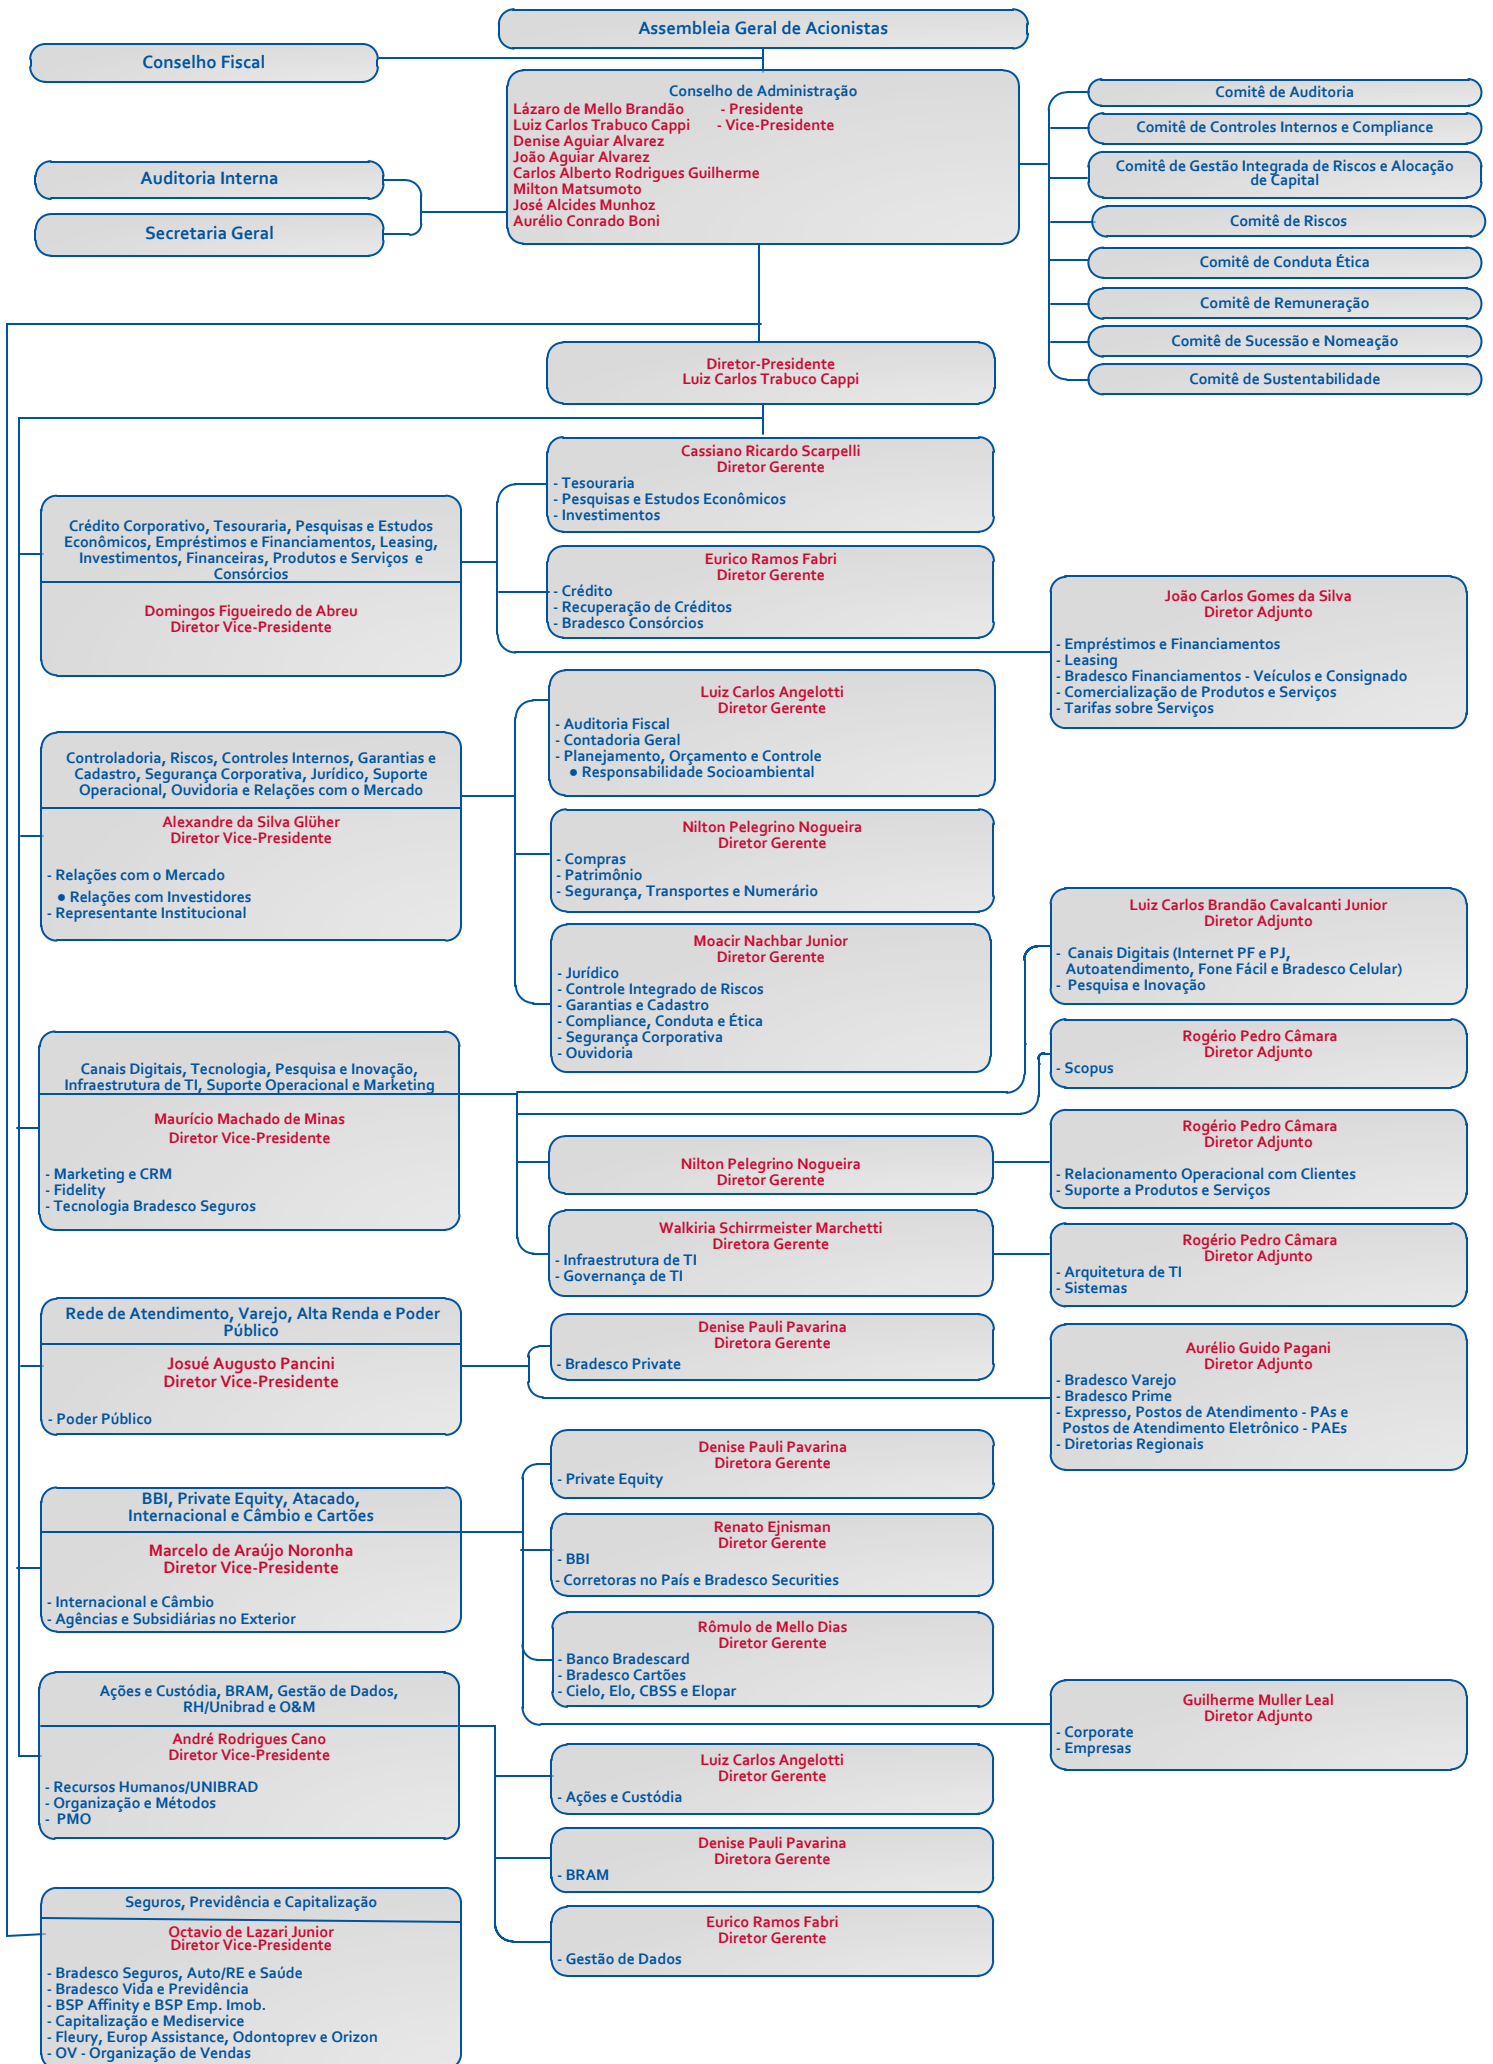 Assembleia Geral de Acionistas
Conselho Fiscal
Conselho de Administração
Lázaro de Mello Brandão - Presidente
Luiz Carlos Trabuco Cappi - Vice-Presidente
Denise Aguiar Alvarez
João Aguiar Alvarez
Carlos Alberto Rodrigues Guilherme
Milton Matsumoto
José Alcides Munhoz
Aurélio Conrado Boni
Auditoria Interna
Secretaria Geral
Comitê de Auditoria
Comitê de Controles Internos e Compliance
Comitê de Gestão Integrada de Riscos e Alocação
de Capital
Comitê de Riscos
Comitê de Conduta Ética
Comitê de Remuneração
Comitê de Sucessão e Nomeação
Comitê de Sustentabilidade
Diretor-Presidente
Luiz Carlos Trabuco Cappi
Crédito Corporativo, Tesouraria, Pesquisas e Estudos
Econômicos, Empréstimos e Financiamentos, Leasing,
Investimentos, Financeiras, Produtos e Serviços e
Consórcios
Domingos Figueiredo de Abreu
Diretor Vice-Presidente
Cassiano Ricardo Scarpelli
Diretor Gerente
- Tesouraria
- Pesquisas e Estudos Econômicos
- Investimentos
Eurico Ramos Fabri
Diretor Gerente
- Crédito
- Recuperação de Créditos
- Bradesco Consórcios
João Carlos Gomes da Silva
Diretor Adjunto
- Empréstimos e Financiamentos
- Leasing
- Bradesco Financiamentos - Veículos e Consignado
- Comercialização de Produtos e Serviços
- Tarifas sobre Serviços
Controladoria, Riscos, Controles Internos, Garantias e
Cadastro, Segurança Corporativa, Jurídico, Suporte
Operacional, Ouvidoria e Relações com o Mercado
Alexandre da Silva Glüher
Diretor Vice-Presidente
- Relações com o Mercado
● Relações com Investidores
- Representante Institucional
Luiz Carlos Angelotti
Diretor Gerente
- Auditoria Fiscal
- Contadoria Geral
- Planejamento, Orçamento e Controle
● Responsabilidade Socioambiental
Nilton Pelegrino Nogueira
Diretor Gerente
- Compras
- Patrimônio
- Segurança, Transportes e Numerário
Moacir Nachbar Junior
Diretor Gerente
- Jurídico
- Controle Integrado de Riscos
- Garantias e Cadastro
- Compliance, Conduta e Ética
- Segurança Corporativa
- Ouvidoria
Canais Digitais, Tecnologia, Pesquisa e Inovação,
Infraestrutura de TI, Suporte Operacional e Marketing
Maurício Machado de Minas
Diretor Vice-Presidente
- Marketing e CRM
- Fidelity
- Tecnologia Bradesco Seguros
Luiz Carlos Brandão Cavalcanti Junior
Diretor Adjunto
- Canais Digitais (Internet PF e PJ,
Autoatendimento, Fone Fácil e Bradesco Celular)
- Pesquisa e Inovação
Rogério Pedro Câmara
Diretor Adjunto
- Scopus
Nilton Pelegrino Nogueira
Diretor Gerente
Rogério Pedro Câmara
Diretor Adjunto
- Relacionamento Operacional com Clientes
- Suporte a Produtos e Serviços
Walkiria Schirrmeister Marchetti
Diretora Gerente
- Infraestrutura de TI
- Governança de TI
Rogério Pedro Câmara
Diretor Adjunto
- Arquitetura de TI
- Sistemas
Rede de Atendimento, Varejo, Alta Renda e Poder
Público
Josué Augusto Pancini
Diretor Vice-Presidente
- Poder Público
Denise Pauli Pavarina
Diretora Gerente
- Bradesco Private
Aurélio Guido Pagani
Diretor Adjunto
- Bradesco Varejo
- Bradesco Prime
- Expresso, Postos de Atendimento - PAs e
Postos de Atendimento Eletrônico - PAEs
- Diretorias Regionais
BBI, Private Equity, Atacado,
Internacional e Câmbio e Cartões
Marcelo de Araújo Noronha
Diretor Vice-Presidente
- Internacional e Câmbio
- Agências e Subsidiárias no Exterior
Denise Pauli Pavarina
Diretora Gerente
- Private Equity
Renato Ejnisman
Diretor Gerente
- BBI
- Corretoras no País e Bradesco Securities
Rômulo de Mello Dias
Diretor Gerente
- Banco Bradescard
- Bradesco Cartões
- Cielo, Elo, CBSS e Elopar
Guilherme Muller Leal
Diretor Adjunto
- Corporate
- Empresas
Ações e Custódia, BRAM, Gestão de Dados,
RH/Unibrad e O&M
André Rodrigues Cano
Diretor Vice-Presidente
- Recursos Humanos/UNIBRAD
- Organização e Métodos
- PMO
Luiz Carlos Angelotti
Diretor Gerente
- Ações e Custódia
Denise Pauli Pavarina
Diretora Gerente
- BRAM
Eurico Ramos Fabri
Diretor Gerente
- Gestão de Dados
Seguros, Previdência e Capitalização
Octavio de Lazari Junior
Diretor Vice-Presidente
- Bradesco Seguros, Auto/RE e Saúde
- Bradesco Vida e Previdência
- BSP Affinity e BSP Emp. Imob.
- Capitalização e Mediservice
- Fleury, Europ Assistance, Odontoprev e Orizon
- OV - Organização de Vendas